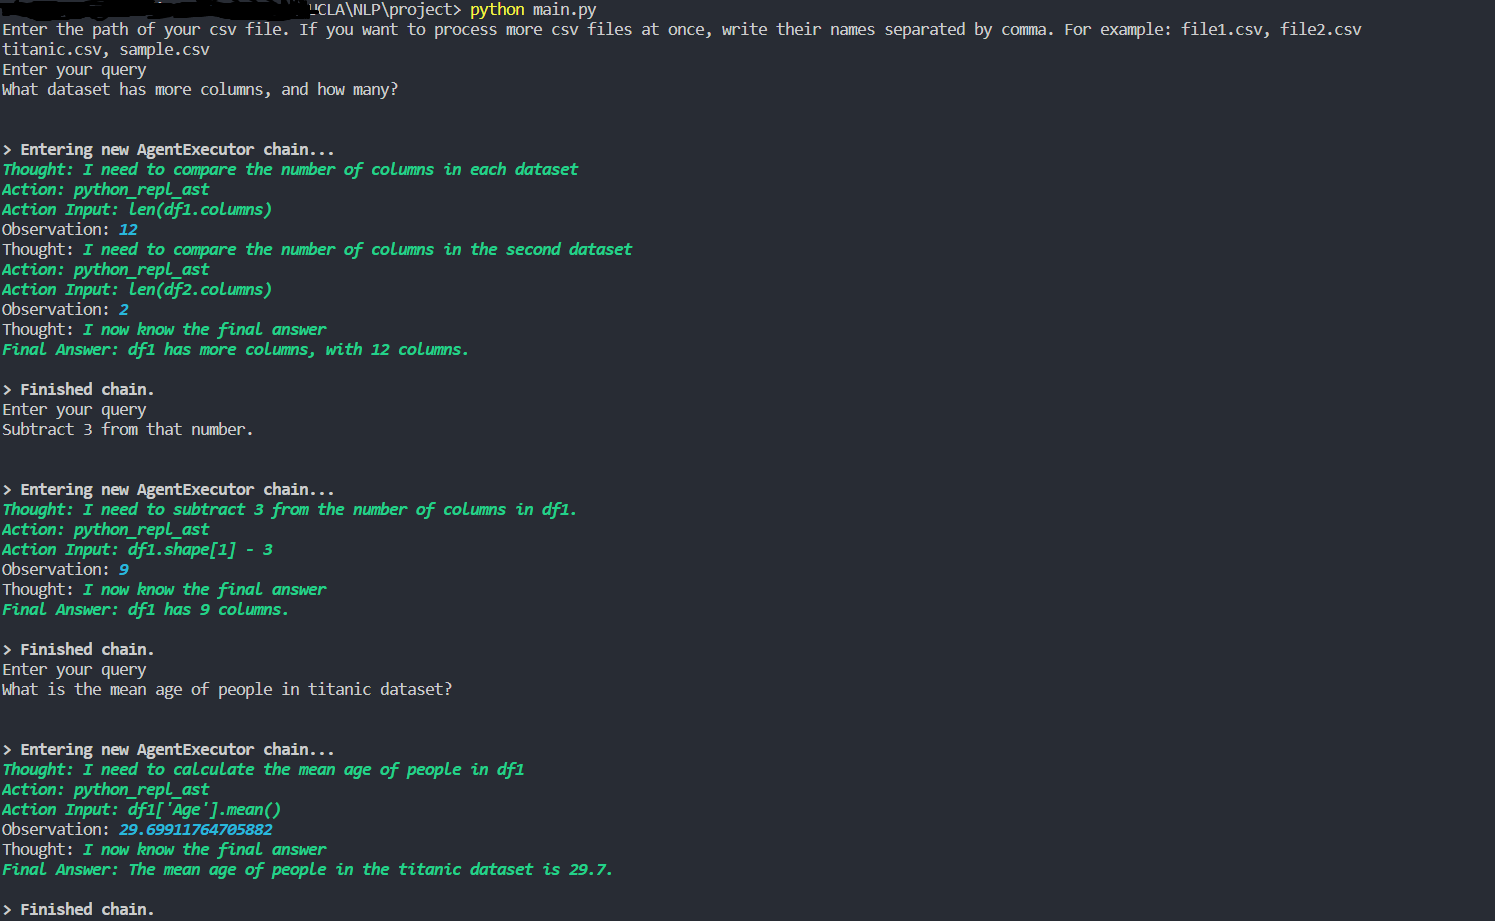 CLA\NLP\project> python main.py
Enter the path of your csv file. If you want to process more csv files at once, write their names separated by comma. For example: file1.csv, file2.csv
titanic.csv, sample.csv
Enter your query
What dataset has more columns, and how many?
> Entering new AgentExecutor chain...
Thought: I need to compare the number of columns in each dataset
Action: python_repl_ast
Action Input: len(df1.columns)
Observation: 12
Thought: I need to compare the number of columns in the second dataset
Action: python_repl_ast
Action Input: len(df2.columns)
Observation: 2
Thought: I now know the final answer
Final Answer: df1 has more columns, with 12 columns.
> Finished chain.
Enter your query
Subtract 3 from that number.
> Entering new AgentExecutor chain...
Thought: I need to subtract 3 from the number of columns in df1.
Action: python_repl_ast
Action Input: df1.shape[1] - 3
Observation: 9
Thought: I now know the final answer
Final Answer: df1 has 9 columns.
> Finished chain.
Enter your query
What is the mean age of people in titanic dataset?
> Entering new AgentExecutor chain...
Thought: I need to calculate the mean age of people in df1
Action: python_repl_ast
Action Input: df1['Age'].mean()
Observation: 29.69911764705882
Thought: I now know the final answer
Final Answer: The mean age of people in the titanic dataset is 29.7.
> Finished chain.